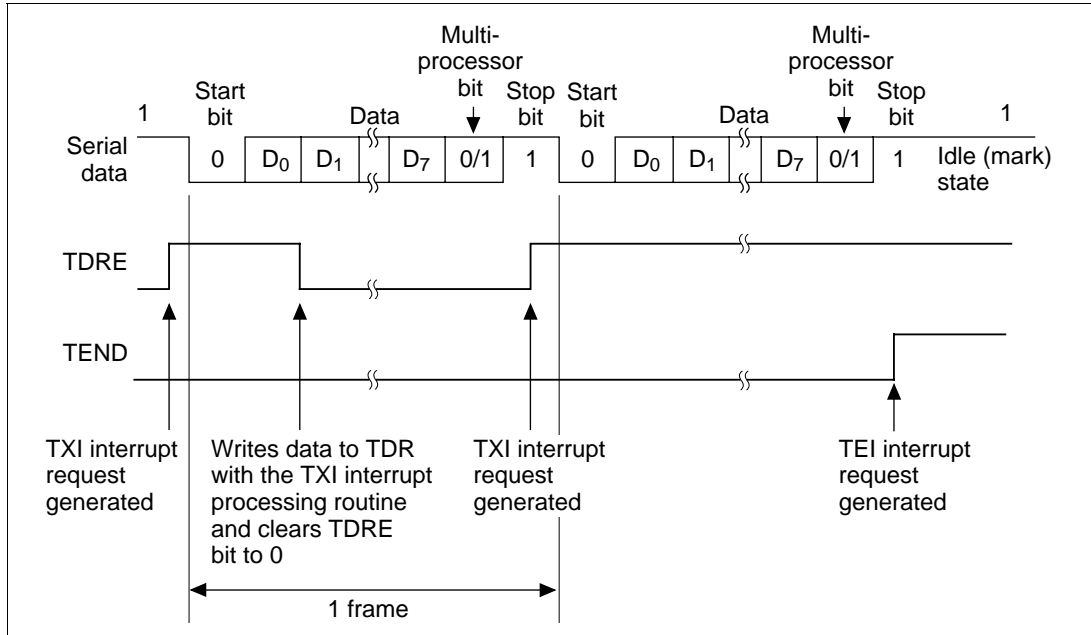 Multi-
processor
bit
Multi-
processor
bit
1
Start
bit
Data
Stop
bit
Start
bit
Data
Stop
bit
1
Serial
data
0 D0 D1 D7 0/1 1 0 D0 D1 D7 0/1 1
Idle (mark)
state
TDRE
TEND
TXI interrupt
request
generated
Writes data to TDR
with the TXI interrupt
processing routine
and clears TDRE
bit to 0
TXI interrupt
request
generated
TEI interrupt
request
generated
1 frame